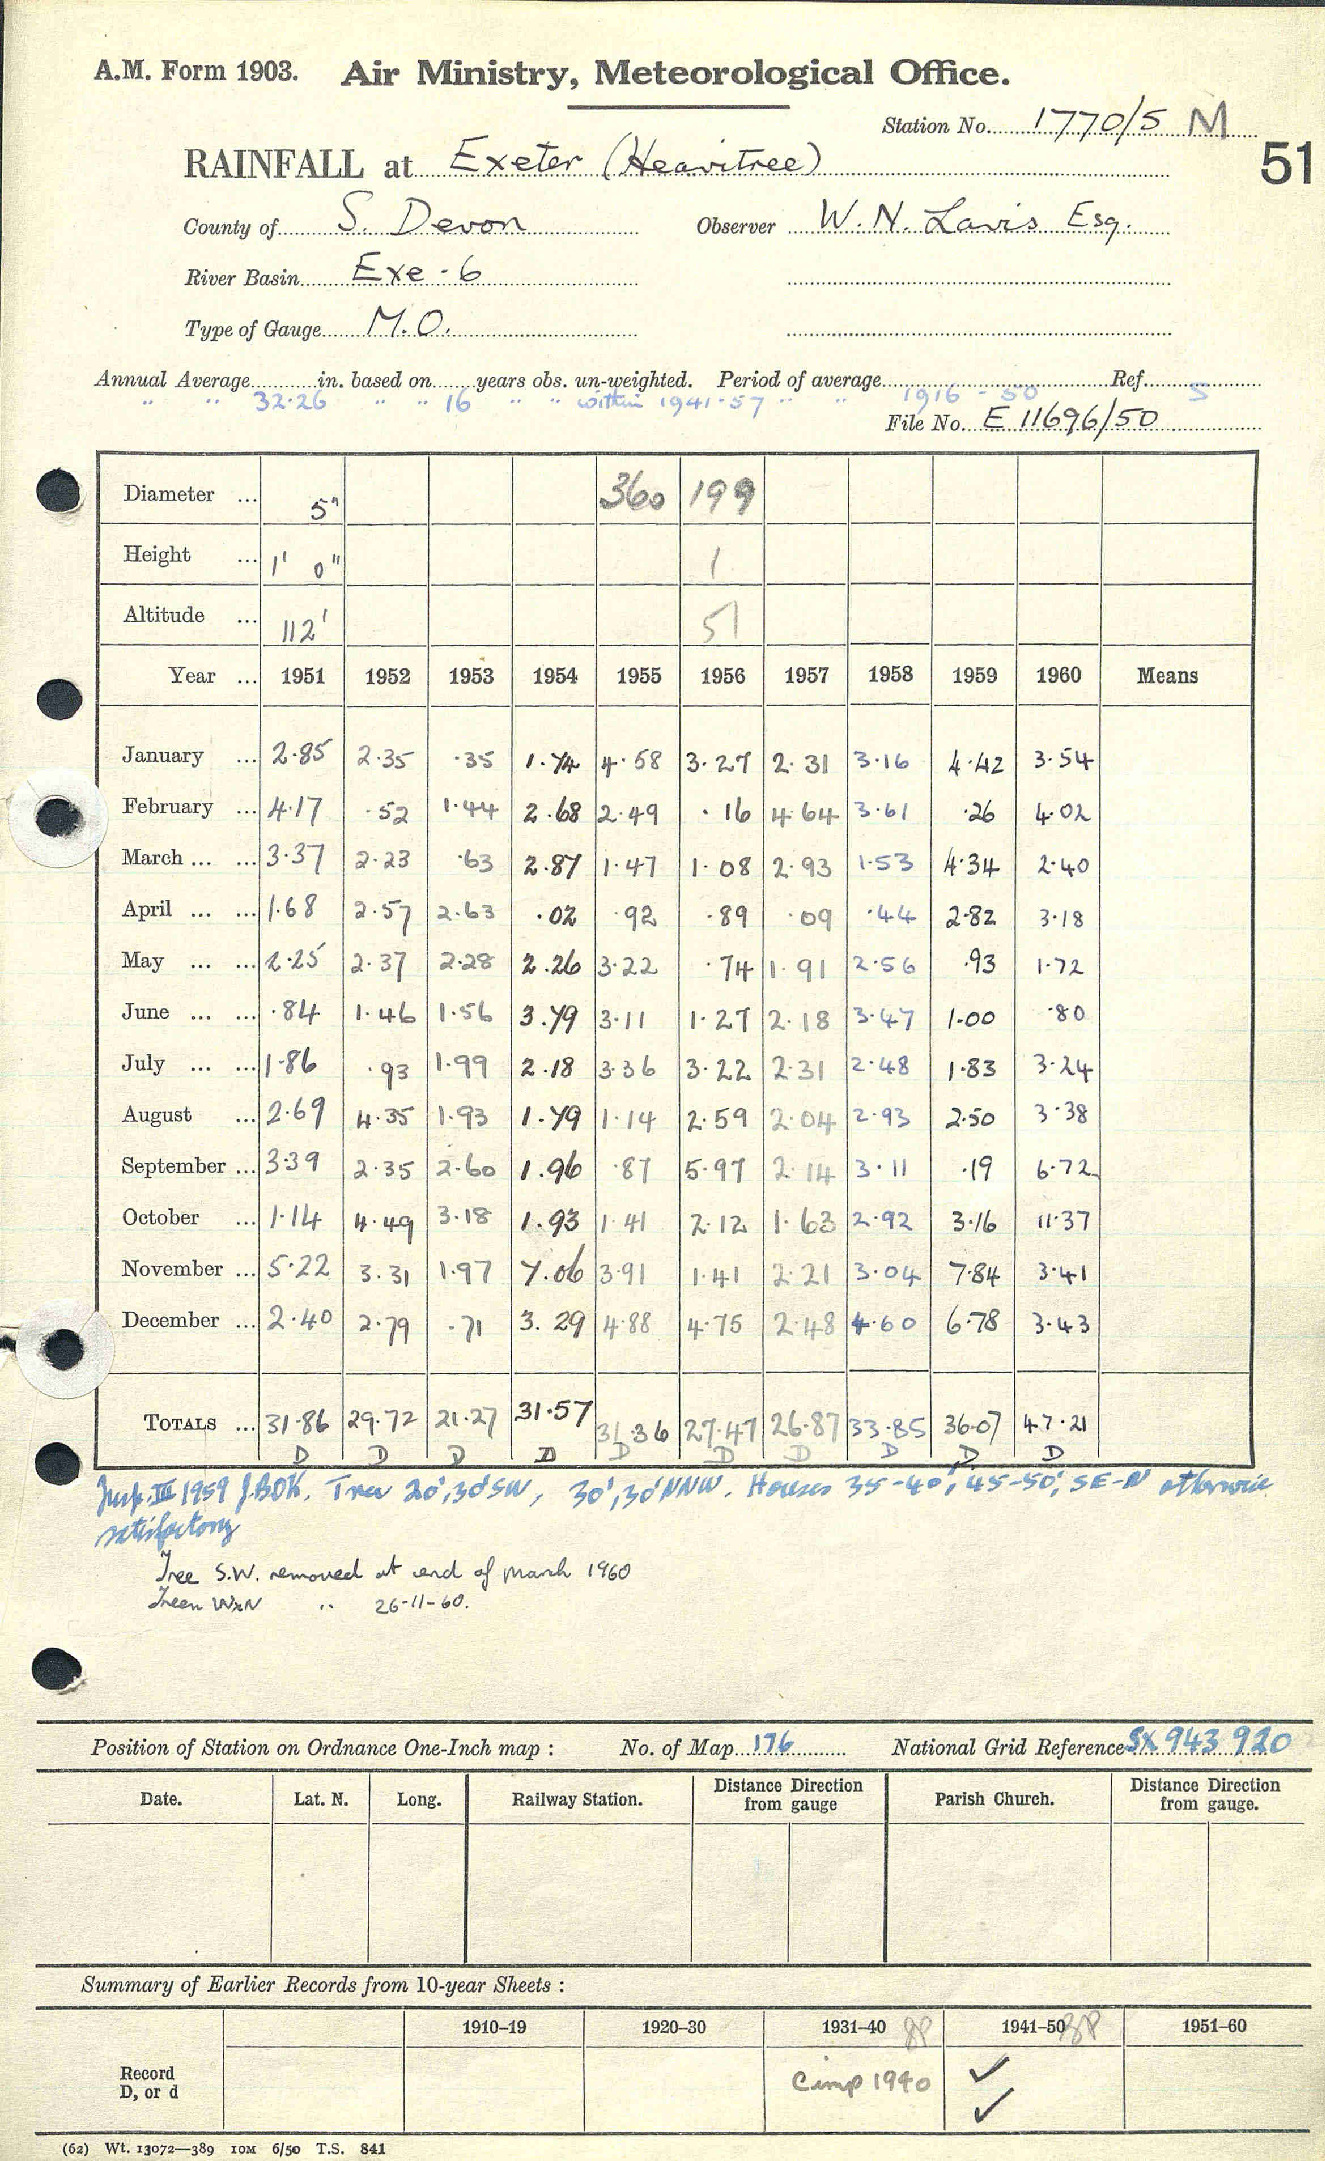 A.M. Form 1903. Air Ministry, Meteorological Office.
Station No. 1770/5 M
51
RAINFALL at Exeter (Heavitree)
County of S. Devon Observer W. N. Lavis Esq.
River Basin Exe - 6
Type of Gauge M.O.
Annual Average in. based on years obs. un-weighted. Period of average Ref.
" " 32.26 " " 16 " " within 1941-57 " " 1916 - 50 5
File No. E 11696/50
Diameter ... 5" 360 199
Height ... 1' 0" 1
Altitude ... 112' 51
Year ... 1951 1952 1953 1954 1955 1956 1957 1958 1959 1960 Means
January ... 2.85 2.35 .35 1.74 4.58 3.27 2.31 3.16 4.42 3.54
February ... 4.17 .52 1.44 2.68 2.49 .16 4.64 3.61 .26 4.02
March ... ... 3.37 2.23 .63 2.87 1.47 1.08 2.93 1.53 4.34 2.40
April ... ... 1.68 2.57 2.63 .02 .92 .89 .09 .44 2.82 3.18
May ... ... 2.25 2.37 2.28 2.26 3.22 .74 1.91 2.56 .93 1.72
June ... ... .84 1.46 1.56 3.79 3.11 1.27 2.18 3.47 1.00 .80
July ... ... 1.86 .93 1.99 2.18 3.36 3.22 2.31 2.48 1.83 3.24
August ... 2.69 4.35 1.93 1.79 1.14 2.59 2.04 2.93 2.50 3.38
September ... 3.39 2.35 2.60 1.96 .87 5.97 2.14 3.11 .19 6.72
October ... 1.14 4.49 3.18 1.93 1.41 2.12 1.63 2.92 3.16 11.37
November ... 5.22 3.31 1.97 7.06 3.91 1.41 2.21 3.04 7.84 3.41
December ... 2.40 2.79 .71 3.29 4.88 4.75 2.48 4.60 6.78 3.43
TOTALS ... 31.86 29.72 21.27 31.57 31.36 27.47 26.87 33.85 36.07 47.21
D D D D D D D D D D
Insp. III 1959 J.BOK. Tree 20', 30' SW, 30', 30' NNW. Houses 35-40', 45-50', SE-N otherwise
satisfactory
Tree S.W. removed at end of March 1960
" 26-11-60.
Position of Station on Ordnance One-Inch map : No. of Map 176 National Grid Reference SX 943 920
Date. Lat. N. Long. Railway Station. Distance Direction from gauge Parish Church. Distance Direction from gauge.
Summary of Earlier Records from 10-year Sheets :
1910–19 1920–30 1931–40 1941–50 1951–60
Record
D, or d
1940 ✓
✓
(62) Wt. 13072—389 10M 6/50 T.S. 841